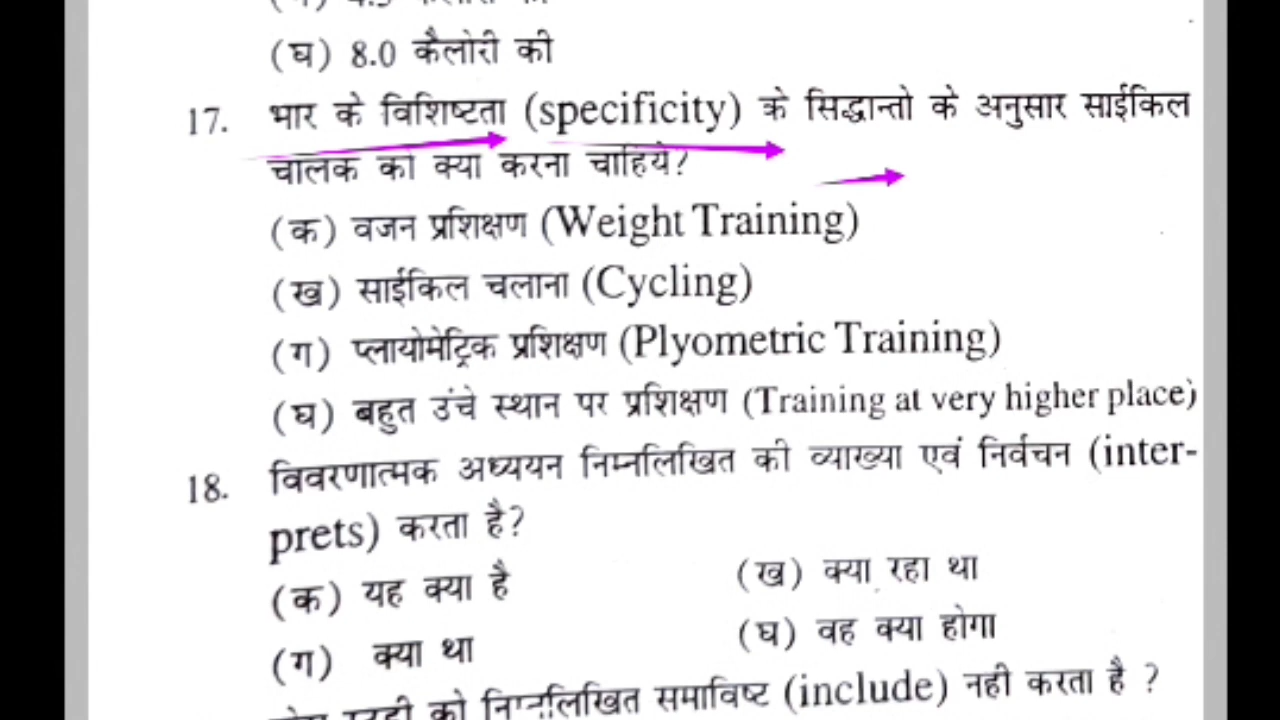 (घ) 8.0 कैलोरी की
17. भार के विशिष्टता (specificity) के सिद्धान्तो के अनुसार साईकिल
चालक को क्या करना चाहिये?
(क) वजन प्रशिक्षण (Weight Training)
(ख) साईकिल चलाना (Cycling)
(ग) प्लायोमेट्रिक प्रशिक्षण (Plyometric Training)
(घ) बहुत उंचे स्थान पर प्रशिक्षण (Training at very higher place)
18. विवरणात्मक अध्ययन निम्नलिखित की व्याख्या एवं निर्वचन (inter-
prets) करता है?
(क) यह क्या है
(ख) क्या रहा था
(ग) क्या था
(घ) वह क्या होगा
को निम्नलिखित समाविष्ट (include) नही करता है ?